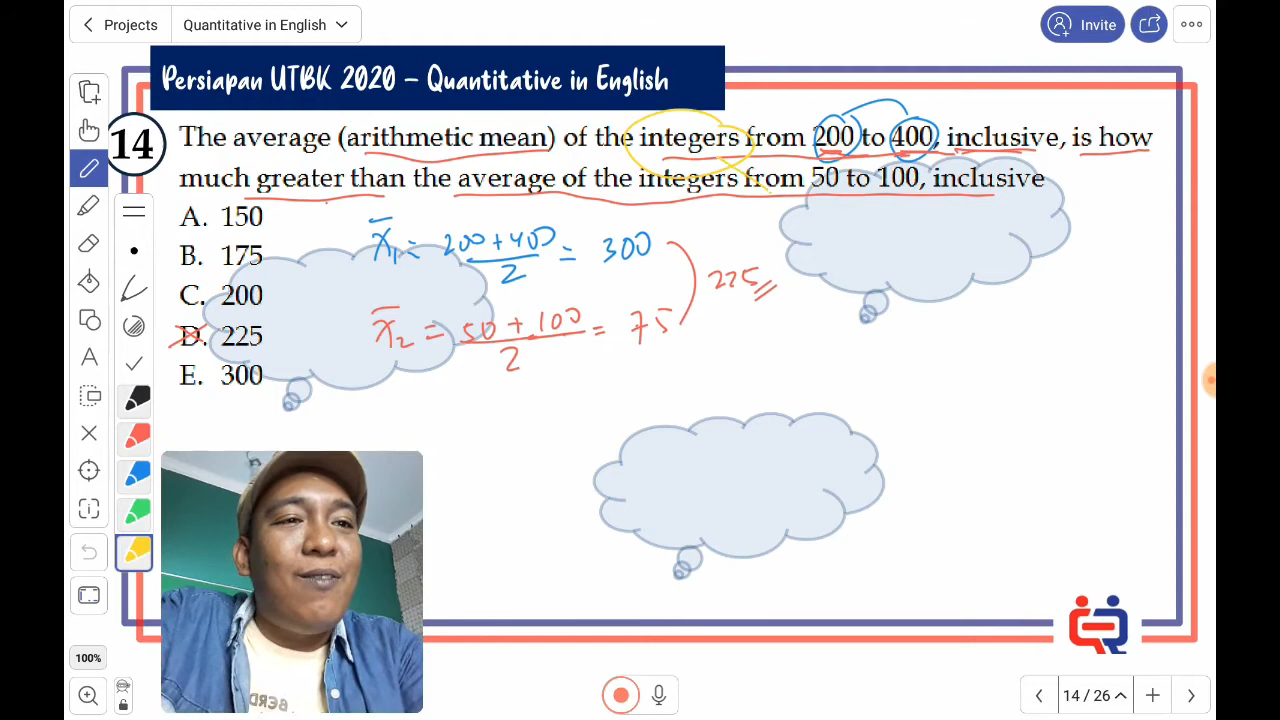 Projects
Quantitative in English
Invite
Persiapan UTBK 2020 – Quantitative in English
14 The average (arithmetic mean) of the integers from 200 to 400, inclusive, is how
much greater than the average of the integers from 50 to 100, inclusive
A. 150
B. 175
C. 200
D. 225
E. 300
x̅₁ = 200+400/2 = 300
225
x̅₂ = 50+100/2 = 75
A
100%
14 / 26